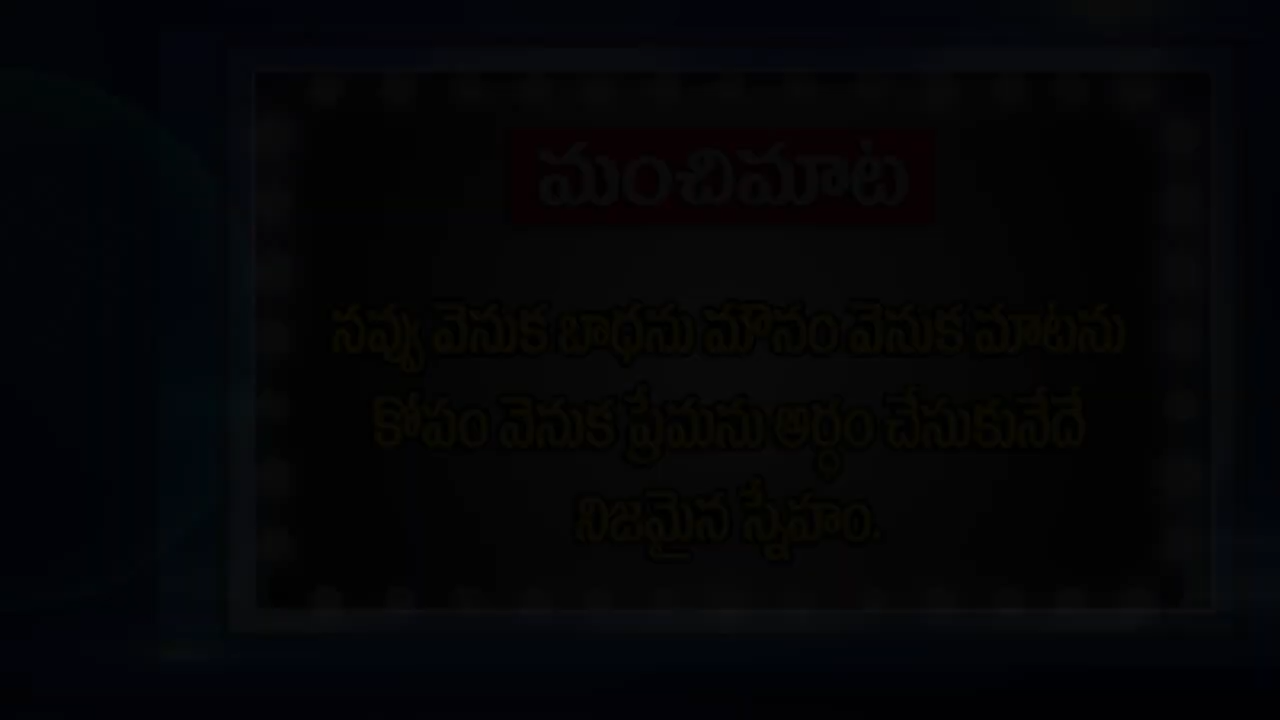 మంచిమాట
నవ్వు వెనుక బాధను మౌనం వెనుక మాటను
కోపం వెనుక ప్రేమను అర్ధం చేసుకునేదే
నిజమైన స్నేహం.